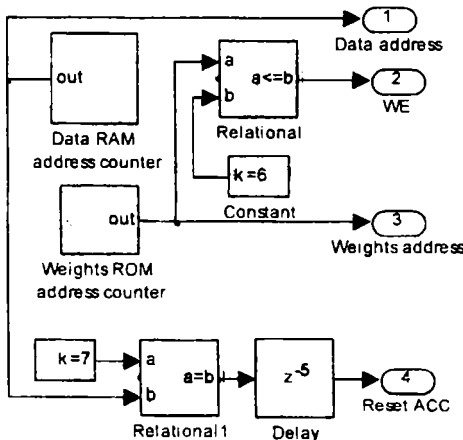 1
Data address
out
a
b
a<=b
2
WE
Data RAM
address counter
Relational
k=6
Constant
out
3
Weights address
Weights ROM
address counter
k=7
a
b
a=b
z-5
4
Reset ACC
Relational1
Delay